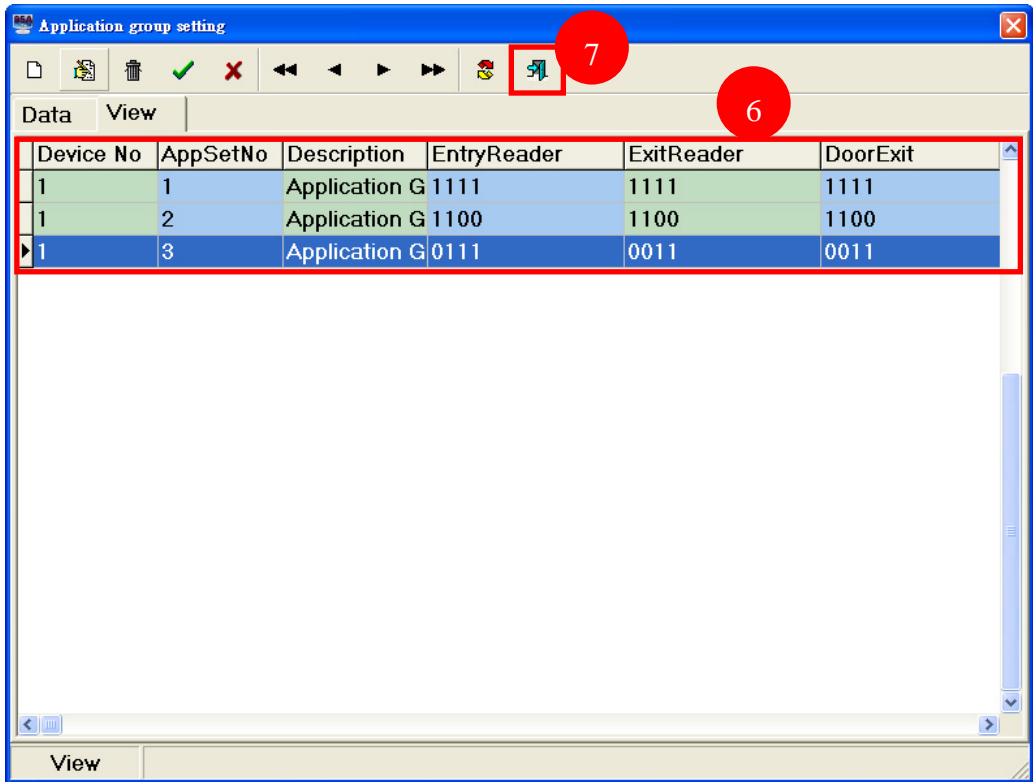 Application group setting
7
6
Data View
Device No AppSetNo Description EntryReader ExitReader DoorExit
1 1 Application G 1111 1111 1111
1 2 Application G 1100 1100 1100
1 3 Application G 0111 0011 0011
View